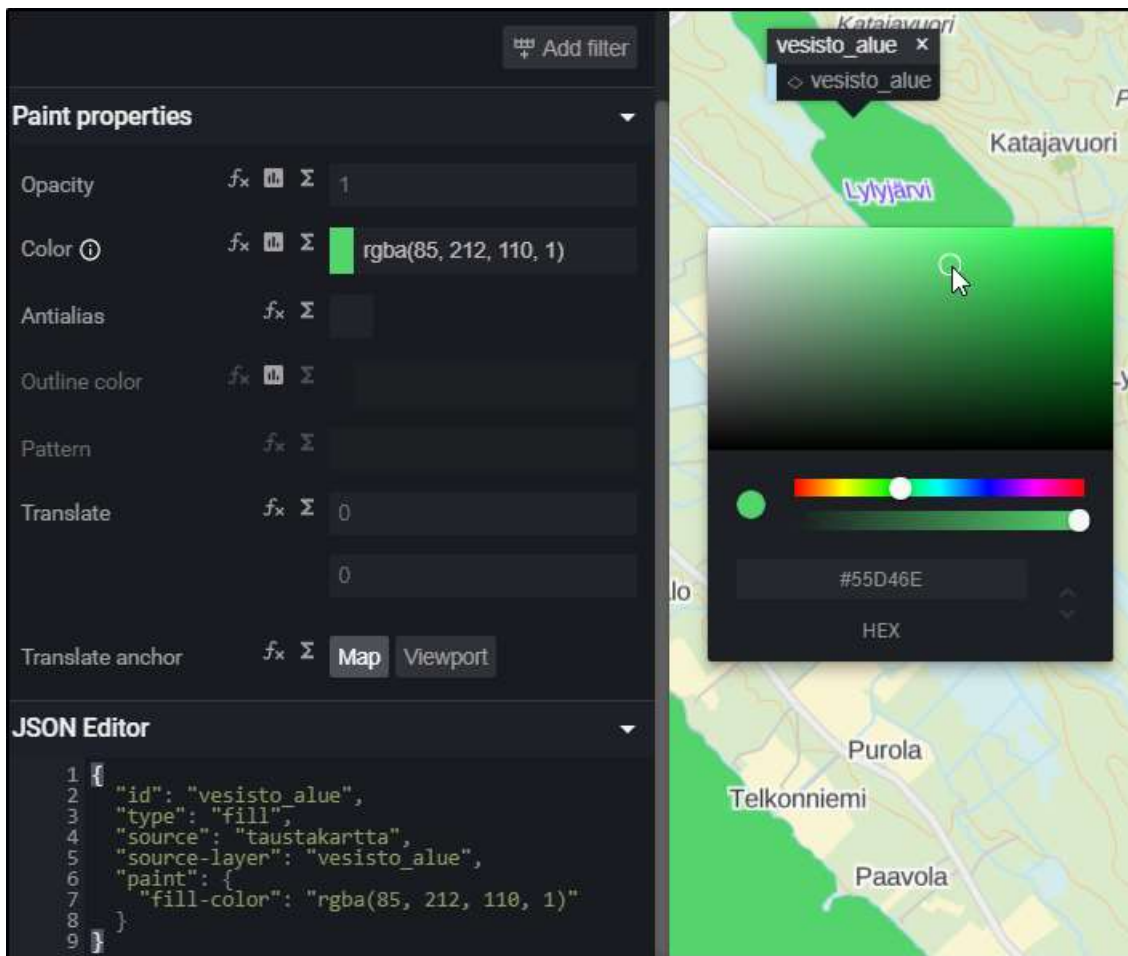 Add filter
Paint properties
Opacity
1
Color
rgba(85, 212, 110, 1)
Antialias
Outline color
Pattern
Translate
0
0
Translate anchor
Map
Viewport
JSON Editor
1 {
2 "id": "vesisto_alue",
3 "type": "fill",
4 "source": "taustakartta",
5 "source-layer": "vesisto_alue",
6 "paint": {
7 "fill-color": "rgba(85, 212, 110, 1)"
8 }
9 }
Katajavuori
vesisto_alue ×
vesisto_alue
Katajavuori
Lylyjärvi
#55D46E
HEX
lo
Purola
Telkonniemi
Paavola